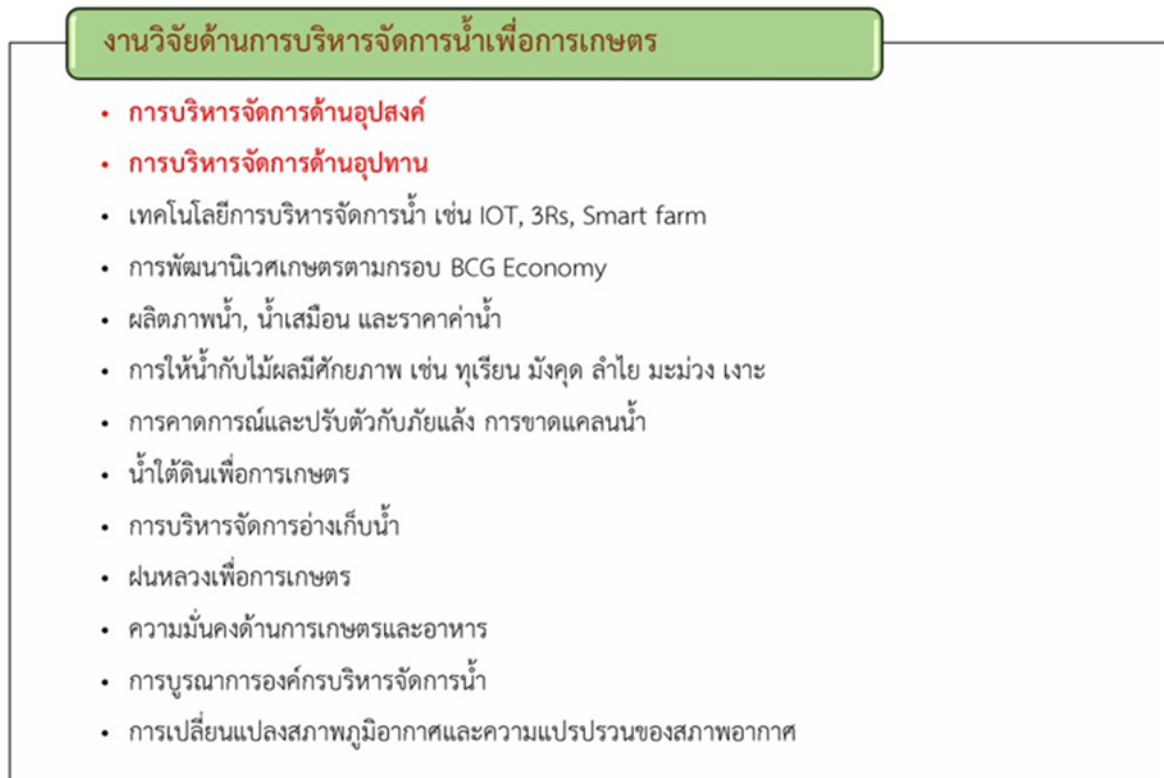 งานวิจัยด้านการบริหารจัดการน้ำเพื่อการเกษตร
• การบริหารจัดการด้านอุปสงค์
• การบริหารจัดการด้านอุปทาน
• เทคโนโลยีการบริหารจัดการน้ำ เช่น IOT, 3Rs, Smart farm
• การพัฒนานิเวศเกษตรตามกรอบ BCG Economy
• ผลิตภาพน้ำ, น้ำเสมือน และราคาค่าน้ำ
• การให้น้ำกับไม้ผลมีศักยภาพ เช่น ทุเรียน มังคุด ลำไย มะม่วง เงาะ
• การคาดการณ์และปรับตัวกับภัยแล้ง การขาดแคลนน้ำ
• น้ำใต้ดินเพื่อการเกษตร
• การบริหารจัดการอ่างเก็บน้ำ
• ฝนหลวงเพื่อการเกษตร
• ความมั่นคงด้านการเกษตรและอาหาร
• การบูรณาการองค์กรบริหารจัดการน้ำ
• การเปลี่ยนแปลงสภาพภูมิอากาศและความแปรปรวนของสภาพอากาศ